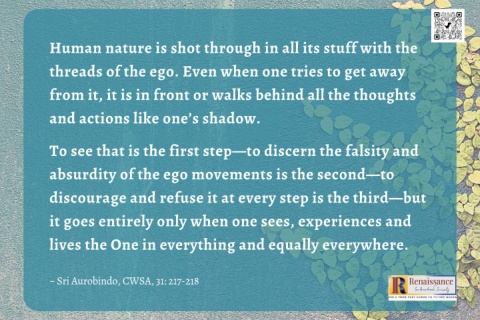 Human nature is shot through in all its stuff with the
threads of the ego. Even when one tries to get away
from it, it is in front or walks behind all the thoughts
and actions like one's shadow.
To see that is the first step—to discern the falsity and
absurdity of the ego movements is the second—to
discourage and refuse it at every step is the third—but
it goes entirely only when one sees, experiences and
lives the One in everything and equally everywhere.
~ Sri Aurobindo, CWSA, 31: 217-218
Renaissance
Sri Aurobindo Society